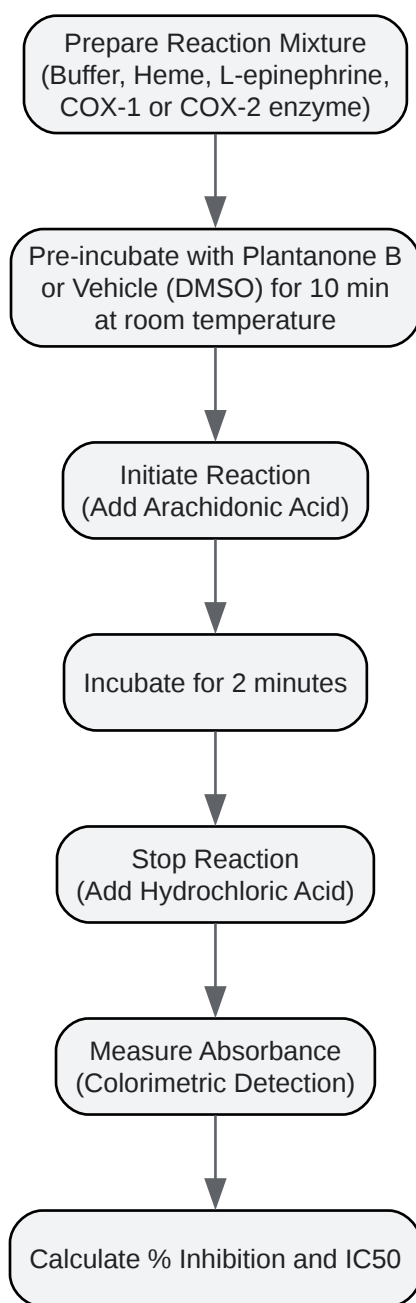 Prepare Reaction Mixture
(Buffer, Heme, L-epinephrine,
COX-1 or COX-2 enzyme)
Pre-incubate with Plantanone B
or Vehicle (DMSO) for 10 min
at room temperature
Initiate Reaction
(Add Arachidonic Acid)
Incubate for 2 minutes
Stop Reaction
(Add Hydrochloric Acid)
Measure Absorbance
(Colorimetric Detection)
Calculate % Inhibition and IC50